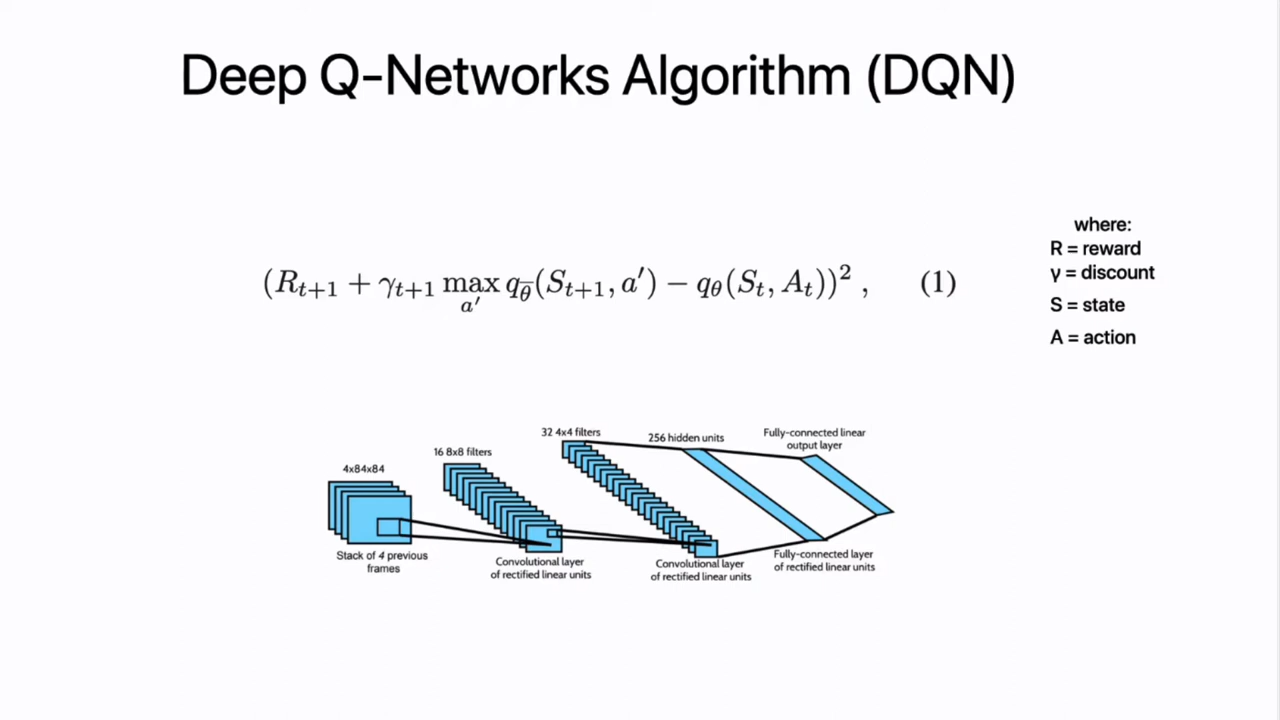 Deep Q-Networks Algorithm (DQN)
where:
R = reward
γ = discount
S = state
A = action
(R_{t+1} + γ_{t+1} max_{a'} q_{\overline{θ}}(S_{t+1}, a') − q_θ(S_t, A_t))^2 , (1)
4x84x84
16 8x8 filters
32 4x4 filters
256 hidden units
Fully-connected linear
output layer
Stack of 4 previous
frames
Convolutional layer
of rectified linear units
Convolutional layer
of rectified linear units
Fully-connected layer
of rectified linear units